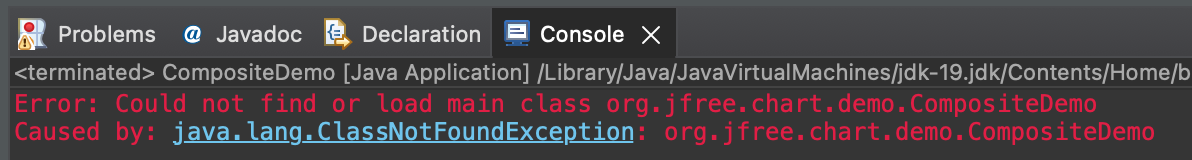 Problems @ Javadoc Declaration Console
<terminated> CompositeDemo [Java Application] /Library/Java/JavaVirtualMachines/jdk-19.jdk/Contents/Home/b
Error: Could not find or load main class org.jfree.chart.demo.CompositeDemo
Caused by: java.lang.ClassNotFoundException: org.jfree.chart.demo.CompositeDemo